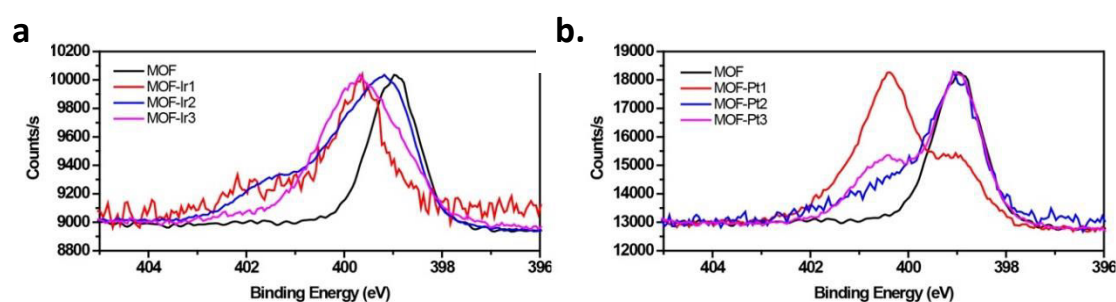 a
10200
10000
9800
9600
9400
9200
9000
8800
Counts/s
MOF
MOF-Ir1
MOF-Ir2
MOF-Ir3
404 402 400 398 396
Binding Energy (eV)
b.
19000
18000
17000
16000
15000
14000
13000
12000
Counts/s
MOF
MOF-Pt1
MOF-Pt2
MOF-Pt3
404 402 400 398 396
Binding Energy (eV)